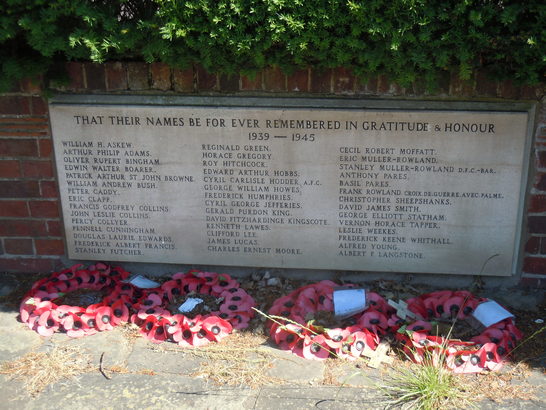 THAT THEIR NAMES BE FOR EVER REMEMBERED IN GRATITUDE & HONOUR
1939 — 1945
WILLIAM H. ASKEW.
ARTHUR PHILIP ADAMS.
OLIVER RUPERT BINGHAM.
EDWIN WALTER BOARER.
PATRICK ARTHUR ST JOHN BROWNE.
WILLIAM ANDREW BUSH.
PETER CADDY.
ERIC CLAPP.
FRANCIS GODFREY COLLINS.
JOHN LESLIE COLLINS.
PERCY COLLYER.
PENNELL CUNNINGHAM.
DOUGLAS LAURIE EDWARDS.
FREDERICK ALBERT FRANCIS.
STANLEY FUTCHER.
REGINALD GREEN.
HORACE GREGORY.
ROY HITCHCOCK.
EDWARD ARTHUR HOBBS.
CYRIL CARLISLE HODDER. A.F.C.
GEORGE WILLIAM HOWES.
FREDERICK HUMPHRIES.
CYRIL GEORGE JEFFERIES.
GERALD PURDON KING.
DAVID FITZHARDINGE KINGSCOTE.
KENNETH LAWES.
CLIFFORD LEE.
JAMES LUCAS.
CHARLES ERNEST MOORE.
CECIL ROBERT MOFFATT.
ERIC MULLER-ROWLAND.
STANLEY MULLER-ROWLAND D.F.C.-BAR.
ANTHONY PARES.
BASIL PARES.
FRANK ROWLAND. CROIX DE GUERRE. AVEC. PALME.
CHRISTOPHER SHEEPSHANKS.
DAVID JAMES SMITH.
GEORGE ELLIOTT STATHAM.
VERNON HORACE TAPPER.
LESLIE WEEKES.
FREDERICK KEENE WHITHALL.
ALFRED YOUNG.
ALBERT F. LANGSTONE.